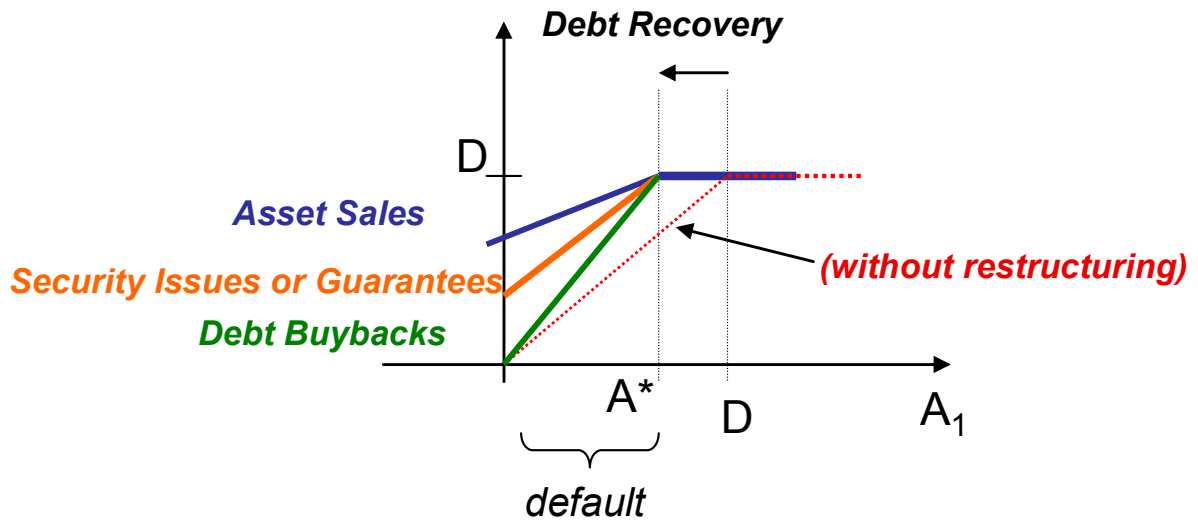 Debt Recovery
D
Asset Sales
Security Issues or Guarantees
(without restructuring)
Debt Buybacks
A*
D
A₁
default